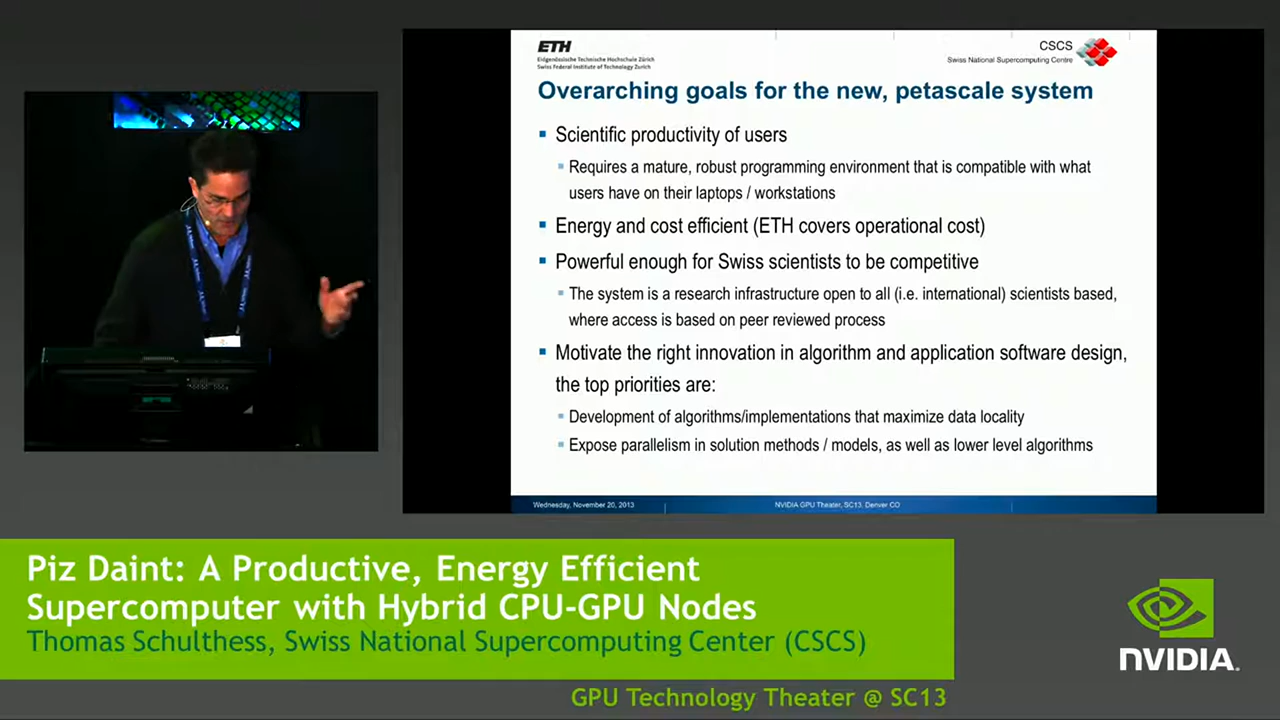 ETH
Eidgenössische Technische Hochschule Zürich
Swiss Federal Institute of Technology Zurich
CSCS
Swiss National Supercomputing Centre
Overarching goals for the new, petascale system
Scientific productivity of users
Requires a mature, robust programming environment that is compatible with what
users have on their laptops / workstations
Energy and cost efficient (ETH covers operational cost)
Powerful enough for Swiss scientists to be competitive
The system is a research infrastructure open to all (i.e. international) scientists based,
where access is based on peer reviewed process
Motivate the right innovation in algorithm and application software design,
the top priorities are:
Development of algorithms/implementations that maximize data locality
Expose parallelism in solution methods / models, as well as lower level algorithms
Wednesday, November 20, 2013
NVIDIA GPU Theater, SC13, Denver CO
Piz Daint: A Productive, Energy Efficient
Supercomputer with Hybrid CPU-GPU Nodes
Thomas Schulthess, Swiss National Supercomputing Center (CSCS)
NVIDIA.
GPU Technology Theater @ SC13